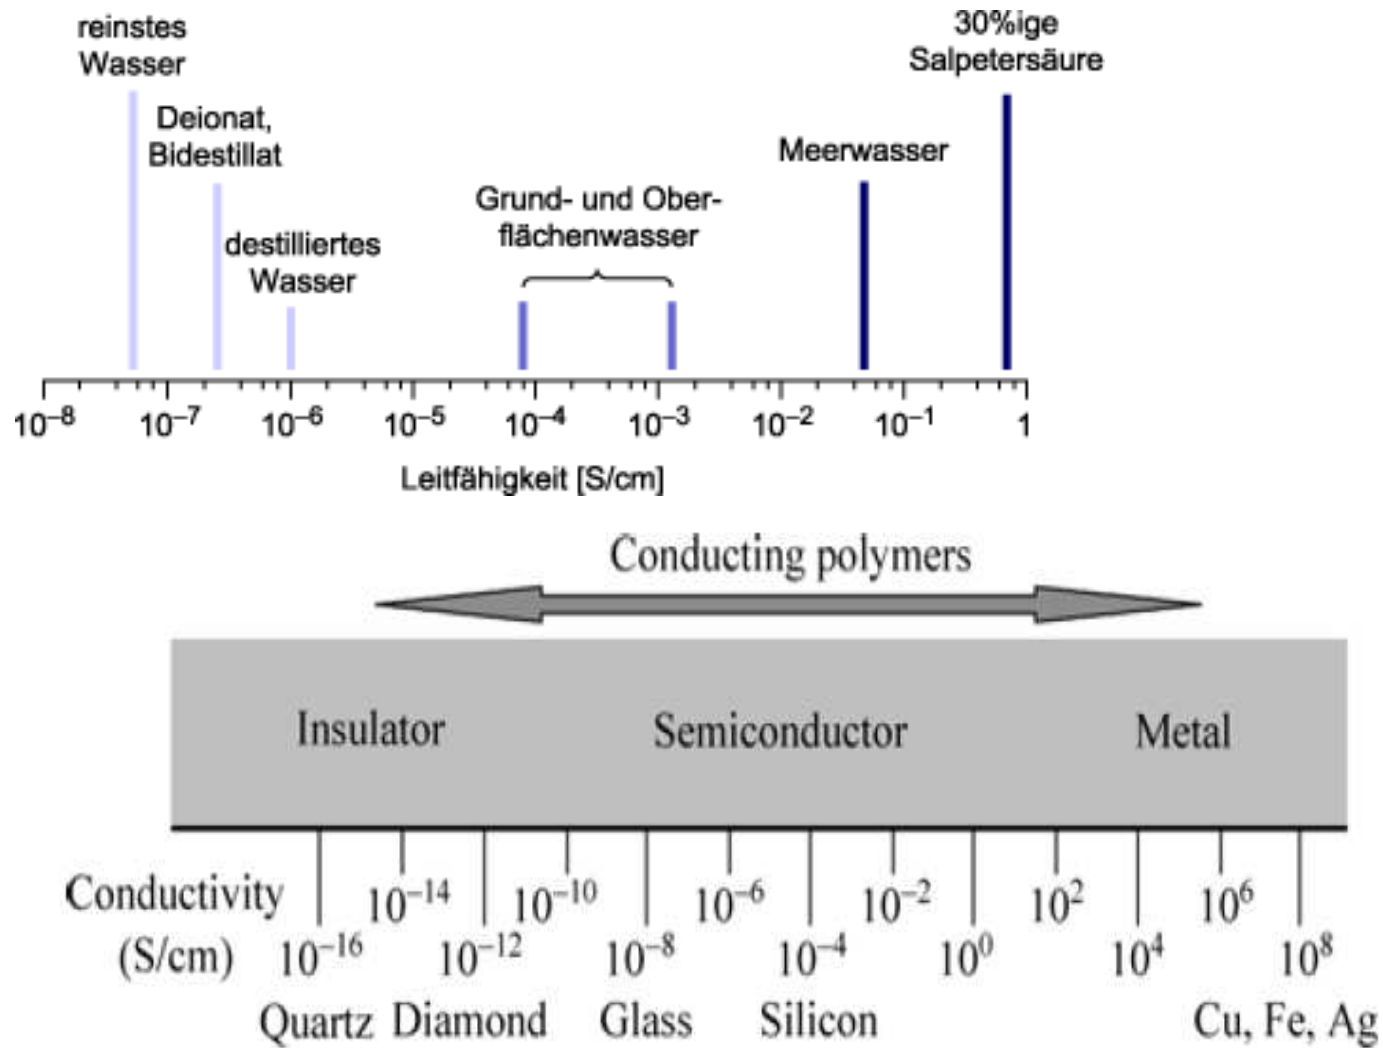 reinstes
Wasser
Deionat,
Bidestillat
destilliertes
Wasser
Grund- und Ober-
flächenwasser
Meerwasser
30%ige
Salpetersäure
10⁻⁸ 10⁻⁷ 10⁻⁶ 10⁻⁵ 10⁻⁴ 10⁻³ 10⁻² 10⁻¹ 1
Leitfähigkeit [S/cm]
Conducting polymers
Insulator Semiconductor Metal
Conductivity 10⁻¹⁴ 10⁻¹⁰ 10⁻⁶ 10⁻² 10² 10⁶
(S/cm) 10⁻¹⁶ 10⁻¹² 10⁻⁸ 10⁻⁴ 10⁰ 10⁴ 10⁸
Quartz Diamond Glass Silicon Cu, Fe, Ag